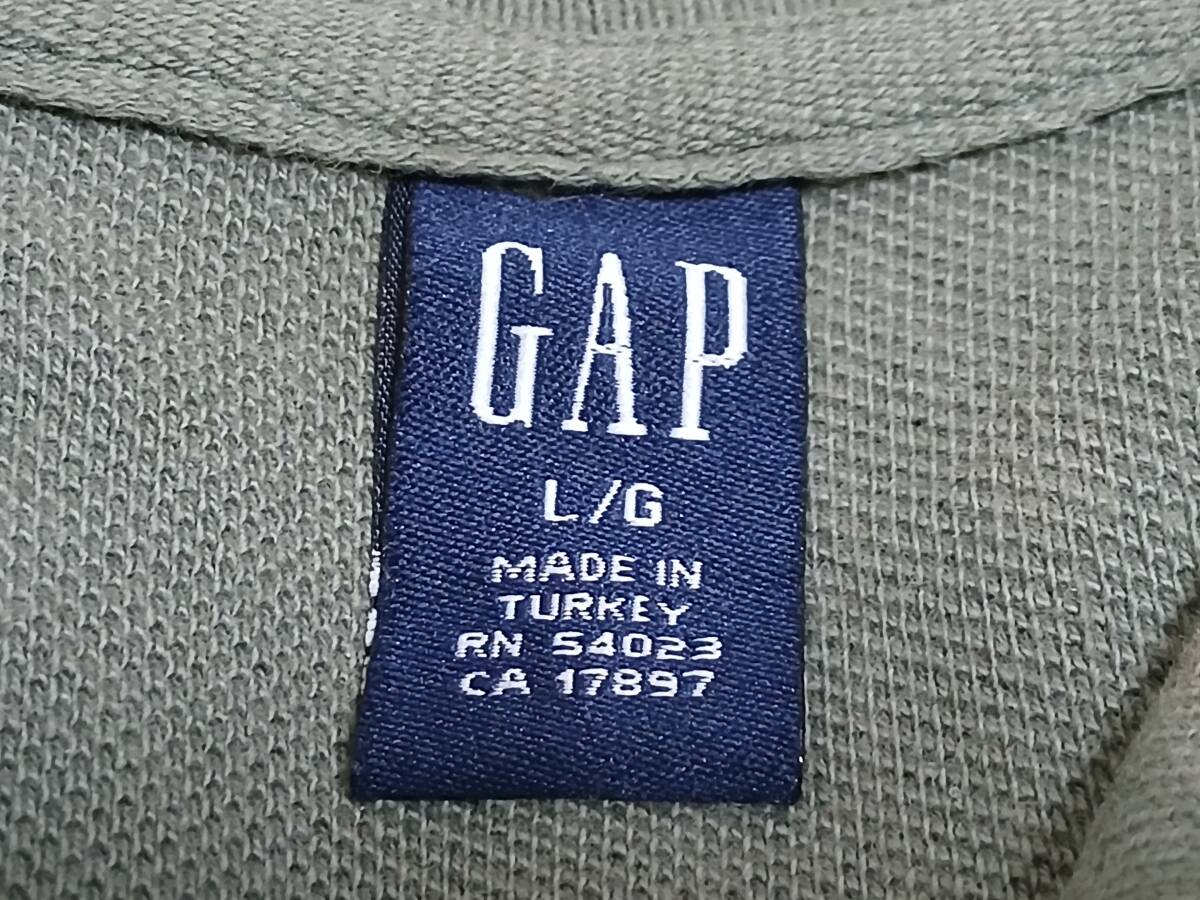 GAP
L/G
MADE IN
TURKEY
RN 54023
CA 17897